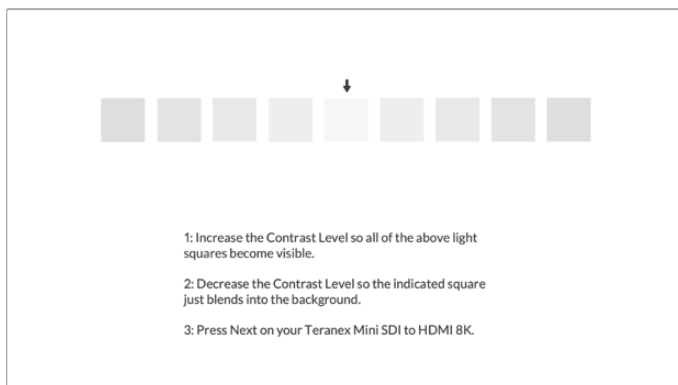 1: Increase the Contrast Level so all of the above light
squares become visible.
2: Decrease the Contrast Level so the indicated square
just blends into the background.
3: Press Next on your Teranex Mini SDI to HDMI 8K.